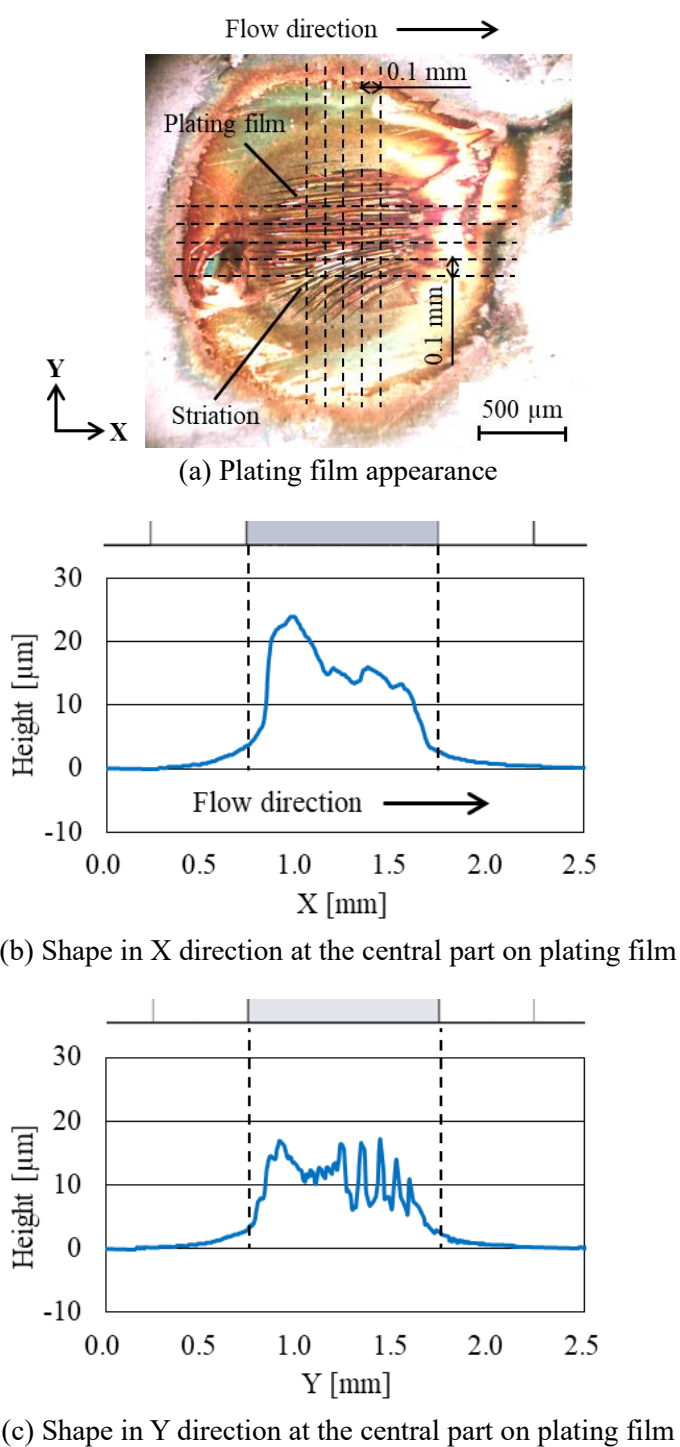 Flow direction
0.1 mm
Plating film
0.1 mm
Y
X
Striation
500 µm
(a) Plating film appearance
30
20
10
0
-10
Height [µm]
Flow direction
0.0 0.5 1.0 1.5 2.0 2.5
X [mm]
(b) Shape in X direction at the central part on plating film
30
20
10
0
-10
Height [µm]
0.0 0.5 1.0 1.5 2.0 2.5
Y [mm]
(c) Shape in Y direction at the central part on plating film